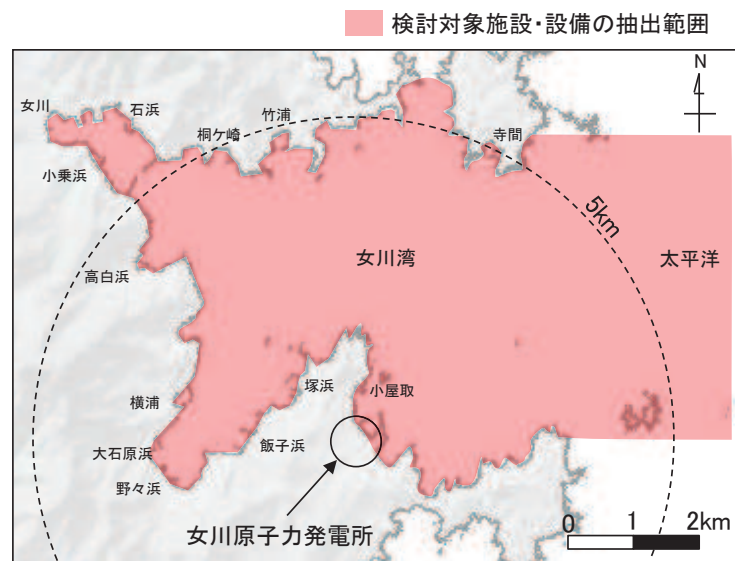 検討対象施設・設備の抽出範囲
N
女川
石浜
竹浦
桐ケ崎
寺間
小乗浜
5km
女川湾
太平洋
高白浜
塚浜
小屋取
横浦
大石原浜
飯子浜
野々浜
女川原子力発電所
0 1 2km